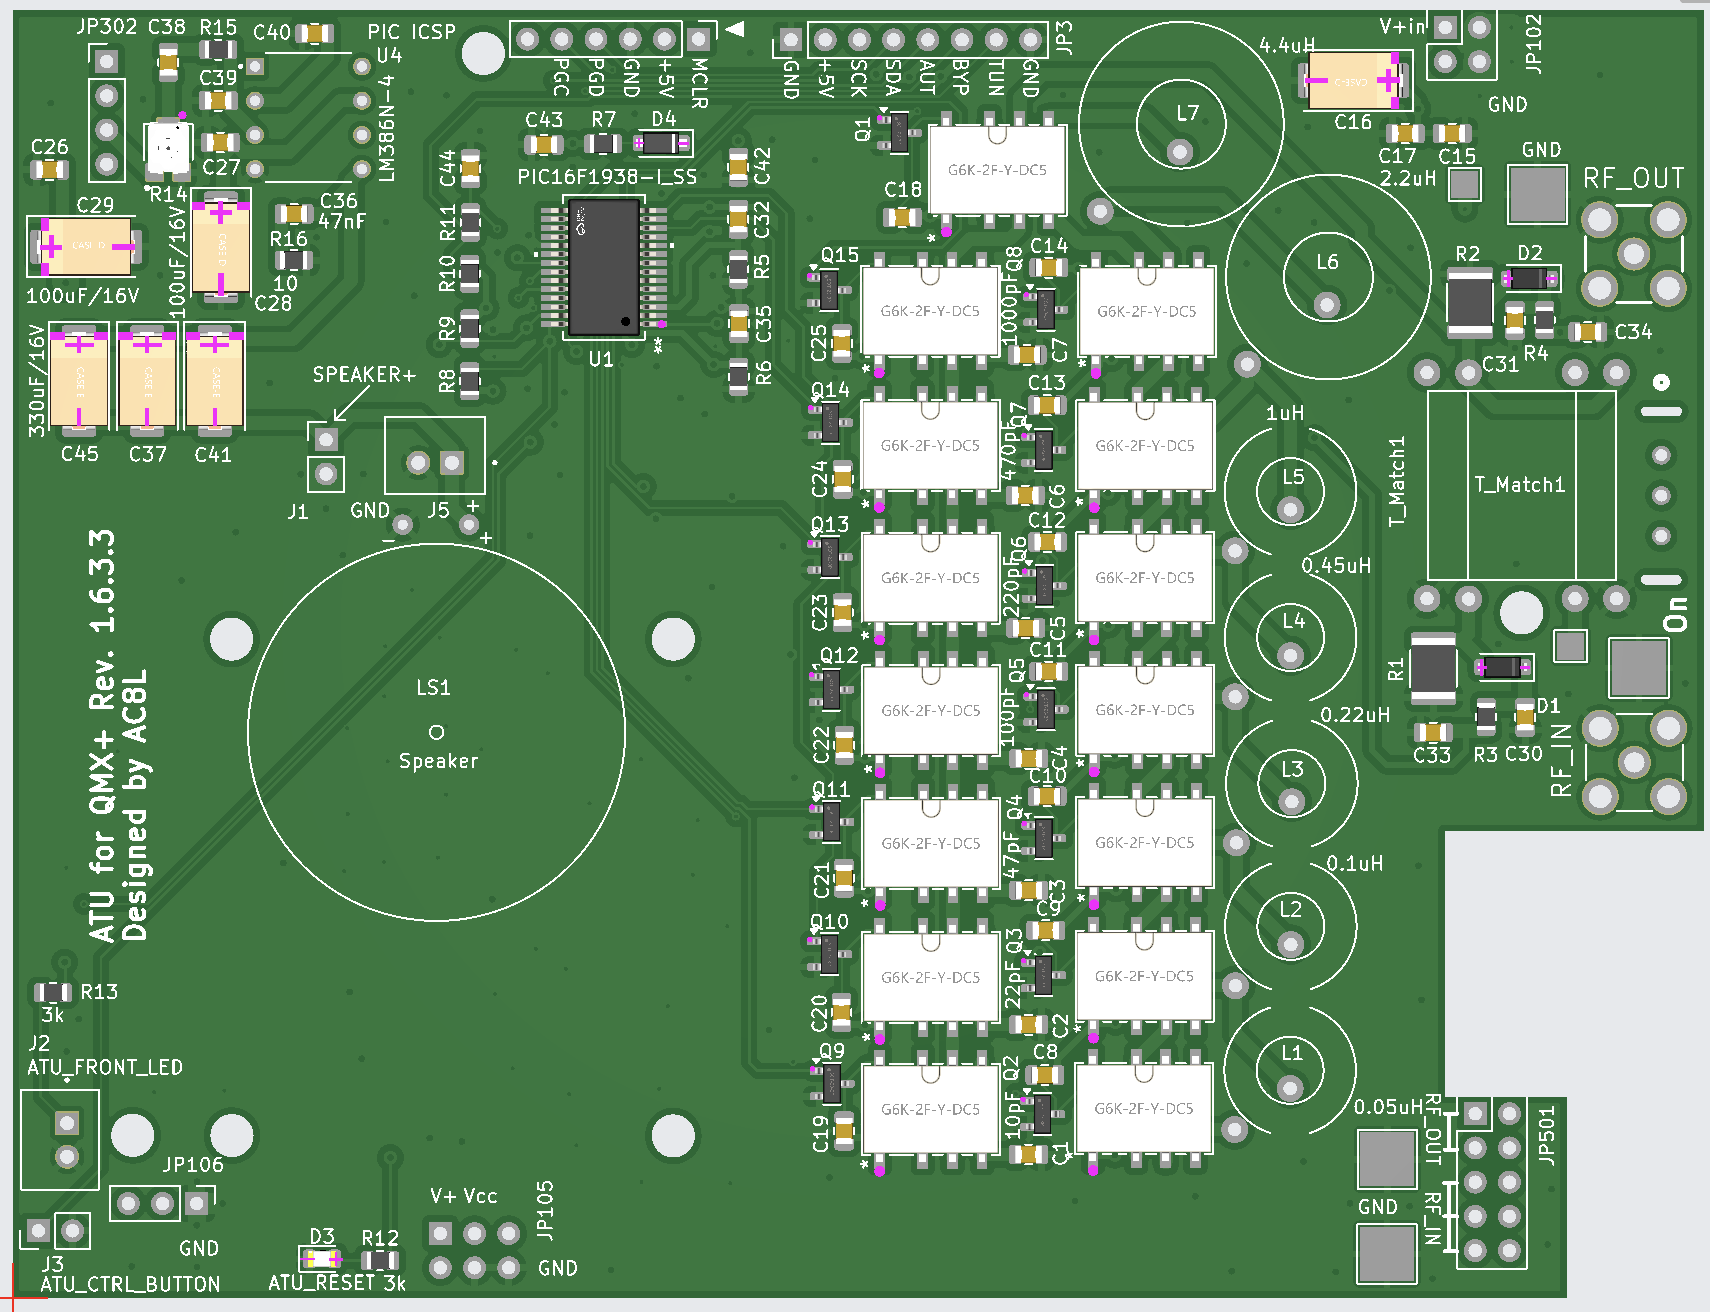 JP302
C38
R15
C40
PIC ICSP
U4
C39
LM386N-4
C26
C27
R14
C29
100uF/16V
CASE D
100uF/16V
CASE D
C36
47nF
R16
10
C28
330uF/16V
CASE E
CASE E
CASE E
C45
C37
C41
SPEAKER+
J1
GND
J5
+
−
+
PGC
PGD
GND
+5V
MCLR
C43
R7
D4
PIC16F1938-I_SS
C44
R11
R10
R9
R8
C42
C32
R5
C35
R6
U1
**
JP3
GND
+5V
SCK
SDA
AUT
BYP
TUN
GND
Q1
C18
G6K-2F-Y-DC5
*
4.4uH
L7
V+in
JP102
GND
CASE-D
C16
C17
C15
2.2uH
GND
RF_OUT
L6
R2
D2
C31
R4
C34
Q15
C25
G6K-2F-Y-DC5
*
Q8
C14
1000pF
C7
G6K-2F-Y-DC5
*
Q14
C24
G6K-2F-Y-DC5
*
C13
Q7
470pF
C6
G6K-2F-Y-DC5
*
1uH
L5
T_Match1
T_Match1
Q13
C23
G6K-2F-Y-DC5
*
C12
Q6
220pF
C5
G6K-2F-Y-DC5
*
0.45uH
L4
On
Q12
C22
G6K-2F-Y-DC5
*
C11
Q5
100pF
C4
G6K-2F-Y-DC5
*
0.22uH
L3
R1
D1
C33
R3
C30
RF_IN
Q11
C21
G6K-2F-Y-DC5
*
C10
Q4
47pF
C3
G6K-2F-Y-DC5
*
0.1uH
L2
Q10
C20
G6K-2F-Y-DC5
*
C9
Q3
22pF
C2
G6K-2F-Y-DC5
*
Q9
C19
G6K-2F-Y-DC5
*
C8
Q2
10pF
C1
G6K-2F-Y-DC5
*
L1
0.05uH
RF_OUT
RF_IN
JP501
GND
LS1
Speaker
ATU for QMX+ Rev. 1.6.3.3
Designed by AC8L
R13
3k
J2
ATU_FRONT_LED
JP106
GND
J3
ATU_CTRL_BUTTON
D3
R12
ATU_RESET
3k
V+
Vcc
JP105
GND